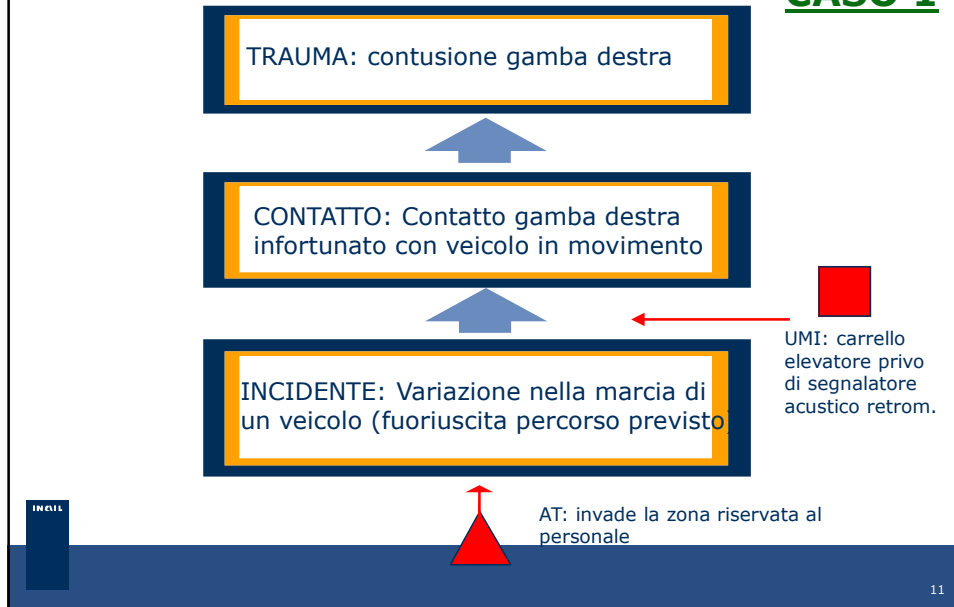 CASO 1
TRAUMA: contusione gamba destra
CONTATTO: Contatto gamba destra
infortunato con veicolo in movimento
UMI: carrello
elevatore privo
di segnalatore
acustico retrom.
INCIDENTE: Variazione nella marcia di
un veicolo (fuoriuscita percorso previsto)
AT: invade la zona riservata al
personale
INAIL
11